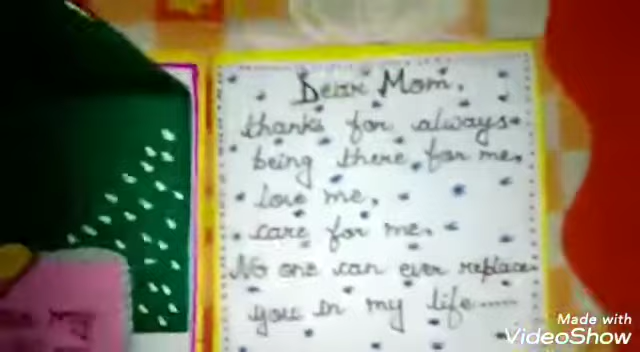 Dear Mom,
thanks for always
being there for me,
love me,
care for me.
No one can ever replace
you in my life.....
my
Made with
VideoShow